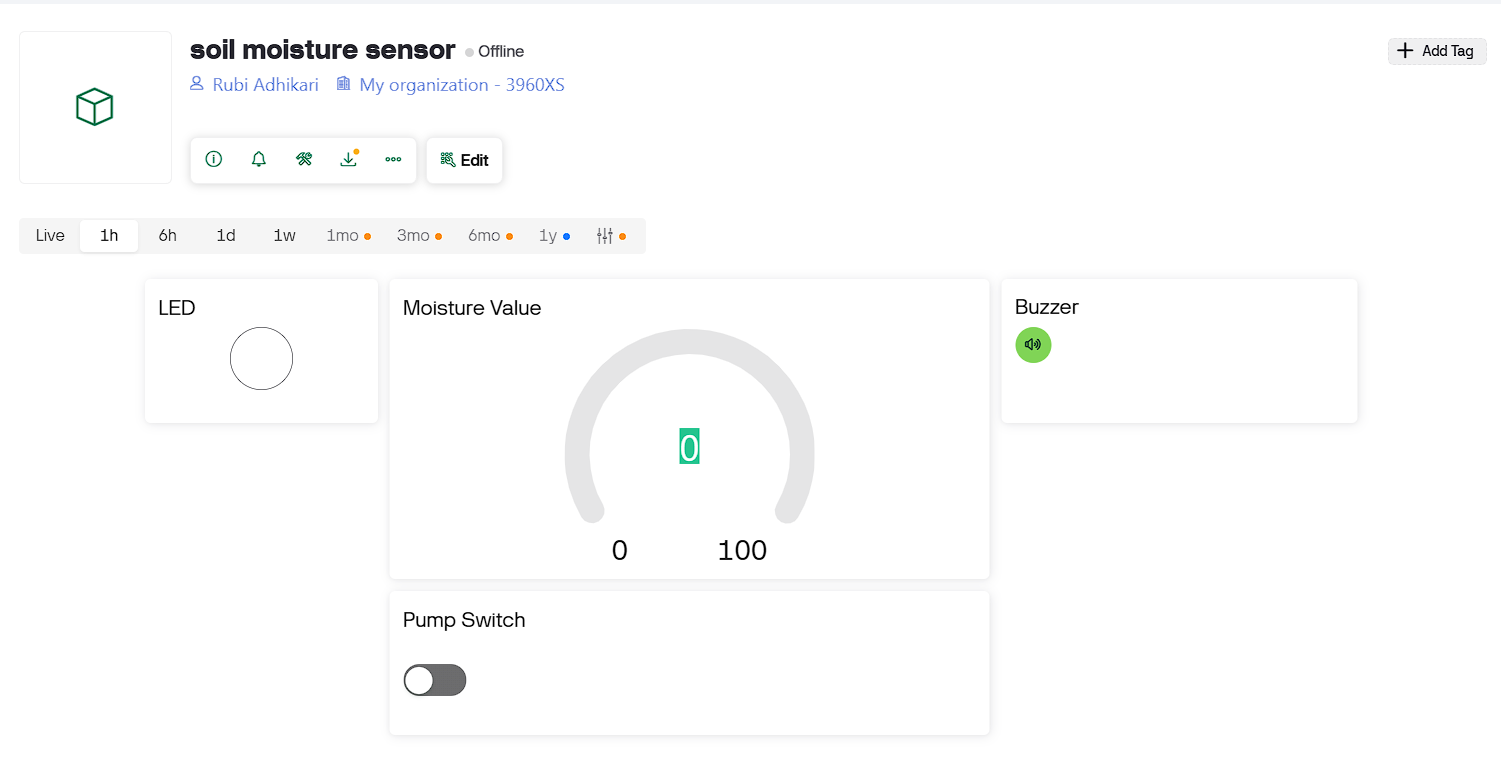 soil moisture sensor Offline
Rubi Adhikari My organization - 3960XS
Add Tag
Edit
Live 1h 6h 1d 1w 1mo 3mo 6mo 1y
LED
Moisture Value
0
0 100
Buzzer
Pump Switch